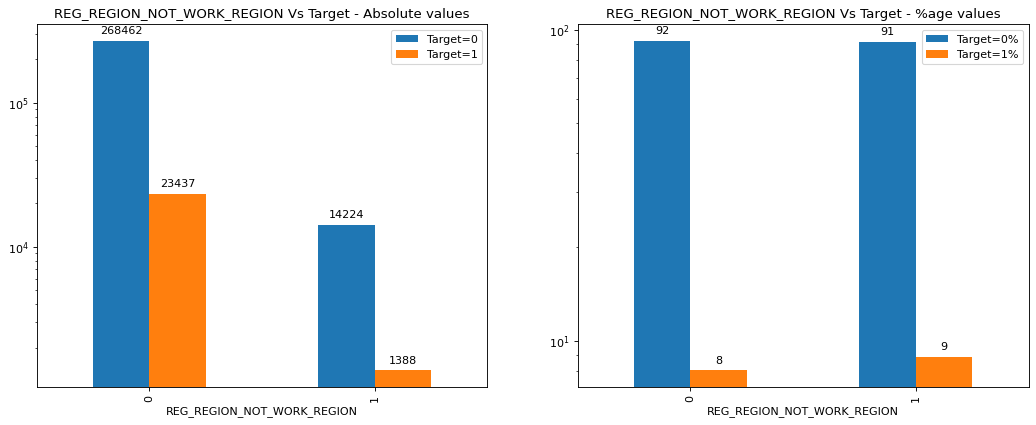 REG_REGION_NOT_WORK_REGION Vs Target - Absolute values
268462
Target=0
Target=1
10^5
23437
14224
10^4
1388
0
1
REG_REGION_NOT_WORK_REGION
REG_REGION_NOT_WORK_REGION Vs Target - %age values
10^2
92
91
Target=0%
Target=1%
10^1
8
9
0
1
REG_REGION_NOT_WORK_REGION